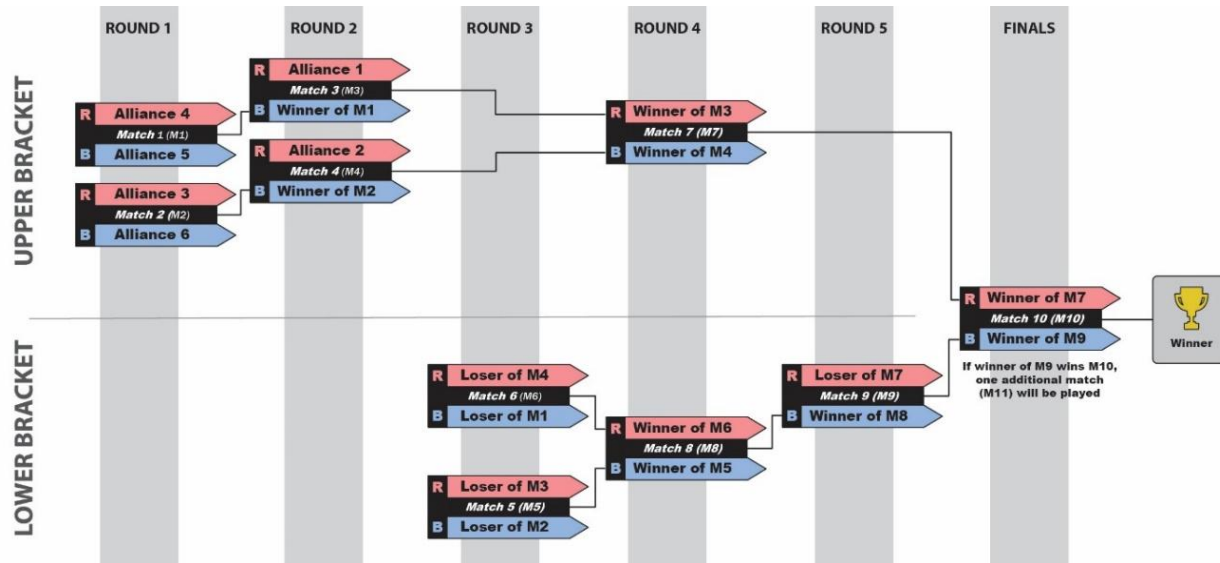 ROUND 1
ROUND 2
ROUND 3
ROUND 4
ROUND 5
FINALS
UPPER BRACKET
R Alliance 4
Match 1 (M1)
B Alliance 5
R Alliance 3
Match 2 (M2)
B Alliance 6
R Alliance 1
Match 3 (M3)
B Winner of M1
R Alliance 2
Match 4 (M4)
B Winner of M2
R Winner of M3
Match 7 (M7)
B Winner of M4
LOWER BRACKET
R Loser of M4
Match 6 (M6)
B Loser of M1
R Loser of M3
Match 5 (M5)
B Loser of M2
R Winner of M6
Match 8 (M8)
B Winner of M5
R Loser of M7
Match 9 (M9)
B Winner of M8
R Winner of M7
Match 10 (M10)
B Winner of M9
If winner of M9 wins M10,
one additional match
(M11) will be played
Winner